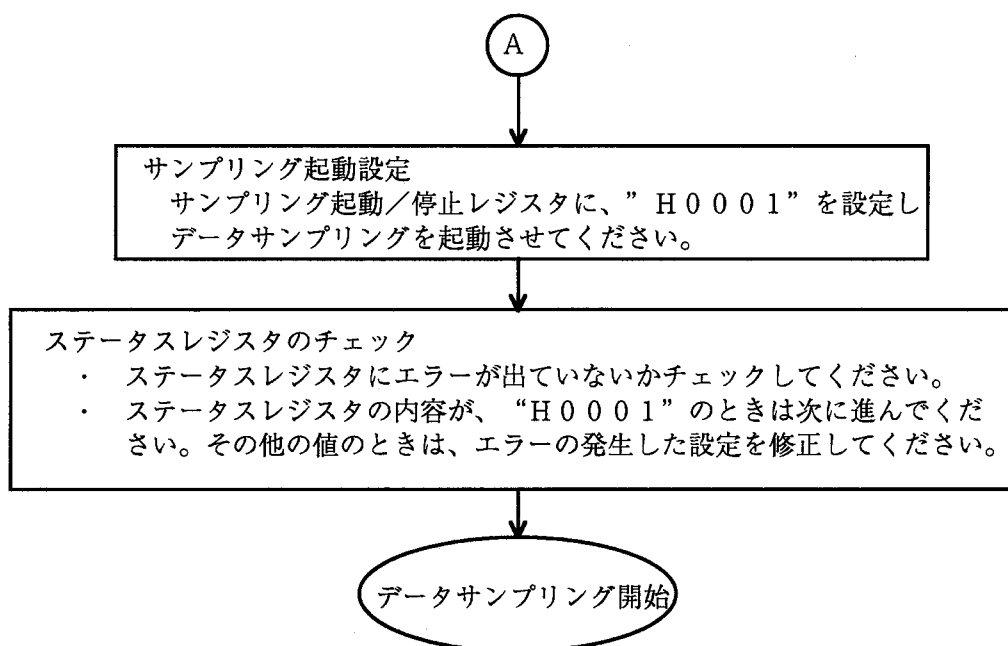 A
サンプリング起動設定
サンプリング起動／停止レジスタに、”Ｈ０００１”を設定し
データサンプリングを起動させてください。
ステータスレジスタのチェック
・ ステータスレジスタにエラーが出ていないかチェックしてください。
・ ステータスレジスタの内容が、“Ｈ０００１”のときは次に進んでくだ
さい。その他の値のときは、エラーの発生した設定を修正してください。
データサンプリング開始